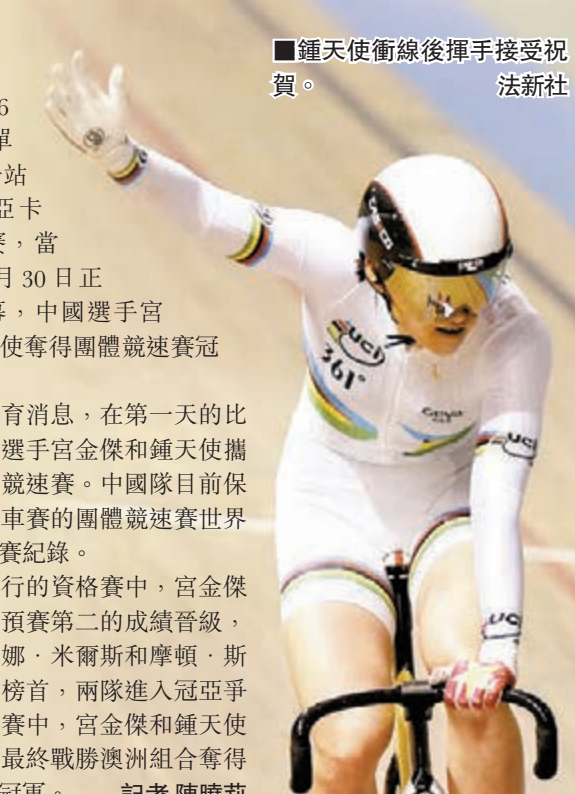 ■鍾天使衝線後揮手接受祝
賀。 法新社
6
單
站
亞卡
賽，當
月 30 日正
幕，中國選手宮
使奪得團體競速賽冠
育消息，在第一天的比
選手宮金傑和鍾天使攜
競速賽。中國隊目前保
車賽的團體競速賽世界
賽紀錄。
行的資格賽中，宮金傑
預賽第二的成績晉級，
娜·米爾斯和摩頓·斯
榜首，兩隊進入冠亞爭
賽中，宮金傑和鍾天使
最終戰勝澳洲組合奪得
冠軍。 記者 陳曉莉
uci
361°
uci
uci